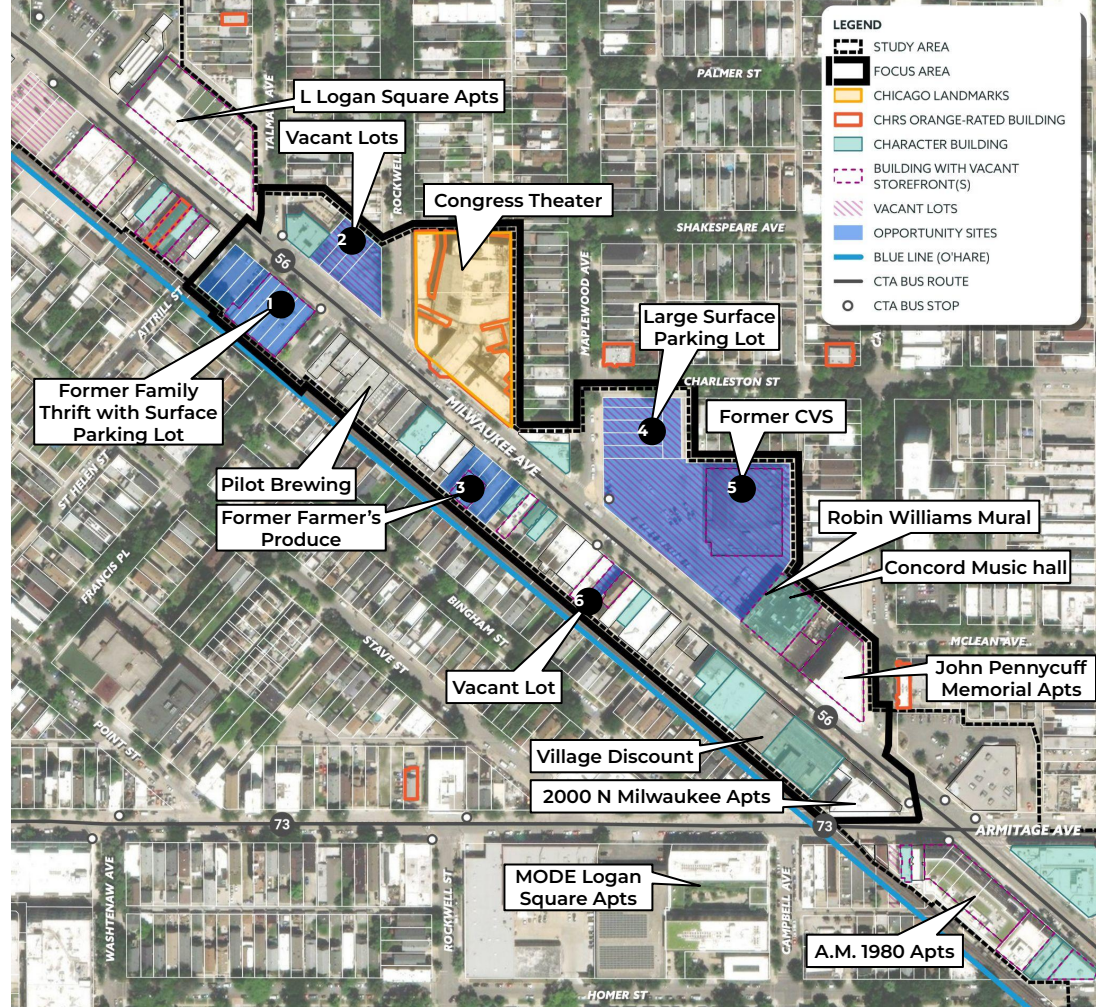 LEGEND
STUDY AREA
FOCUS AREA
CHICAGO LANDMARKS
CHRS ORANGE-RATED BUILDING
CHARACTER BUILDING
BUILDING WITH VACANT
STOREFRONT(S)
VACANT LOTS
OPPORTUNITY SITES
BLUE LINE (O'HARE)
CTA BUS ROUTE
CTA BUS STOP
PALMER ST
L Logan Square Apts
TALMAN AVE
Vacant Lots
ROCKWELL
Congress Theater
SHAKESPEARE AVE
2
56
1
ATTRILL ST
MAPLEWOOD AVE
CA
Large Surface
Parking Lot
Former Family
Thrift with Surface
Parking Lot
CHARLESTON ST
MILWAUKEE AVE
Former CVS
4
ST HELEN ST
Pilot Brewing
3
5
Former Farmer's
Produce
Robin Williams Mural
Concord Music hall
FRANCIS PL
BINGHAM ST
6
STAVE ST
MCLEAN AVE.
Vacant Lot
John Pennycuff
Memorial Apts
POINT ST
56
Village Discount
2000 N Milwaukee Apts
73
73
ARMITAGE AVE
WASHTENAW AVE
ROCKWELL ST
MODE Logan
Square Apts
CAMPBELL AVE
A.M. 1980 Apts
HOMER ST